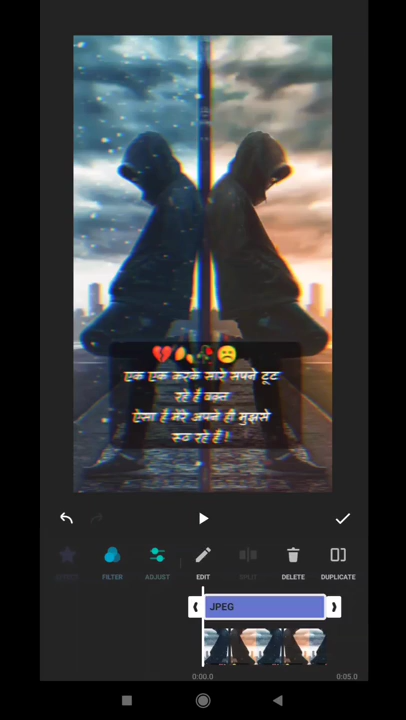 💔🍂🥀😞
एक एक करके सारे सपने टूट
रहे हैं वक़्त
ऐसा है मेरे अपने ही मुझसे
रूठ रहे हैं !
FILTER
ADJUST
EDIT
SPLIT
DELETE
DUPLICATE
JPEG
0:00.0
0:05.0